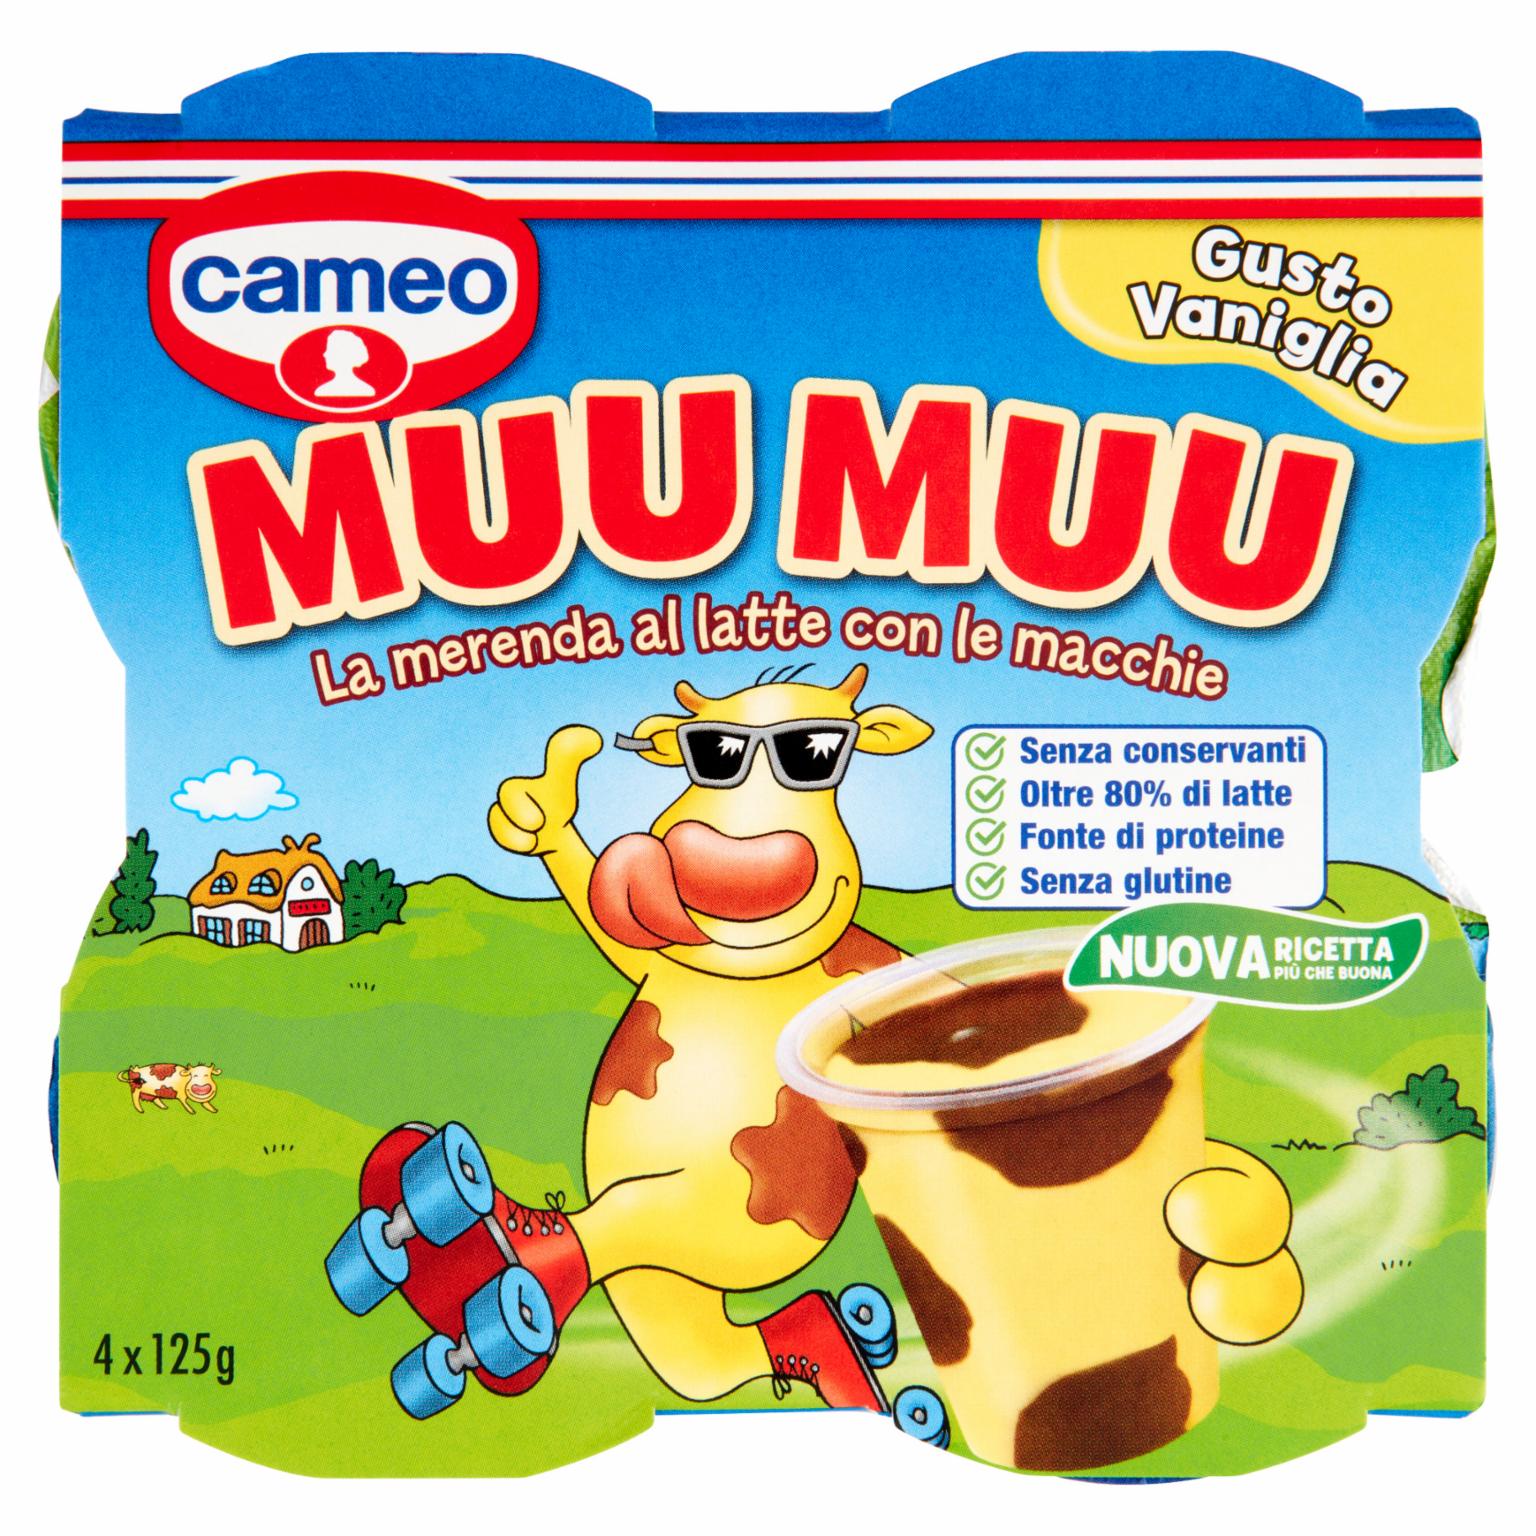 cameo
Gusto
Vaniglia
MUU MUU
La merenda al latte con le macchie
Senza conservanti
Oltre 80% di latte
Fonte di proteine
Senza glutine
NUOVA RICETTA
PIÙ CHE BUONA
4 x 125g